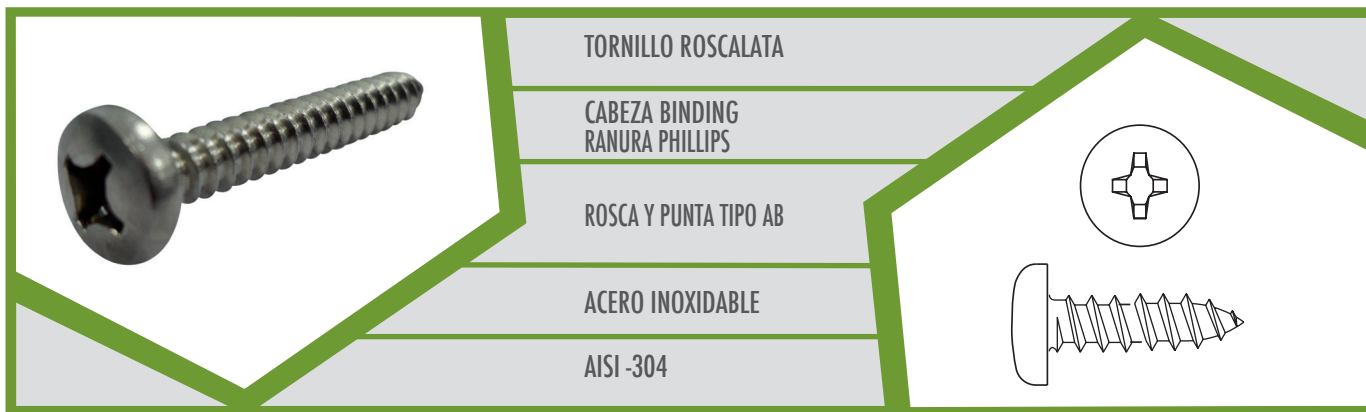 TORNILLO ROSCALATA
CABEZA BINDING
RANURA PHILLIPS
ROSCA Y PUNTA TIPO AB
ACERO INOXIDABLE
AISI -304